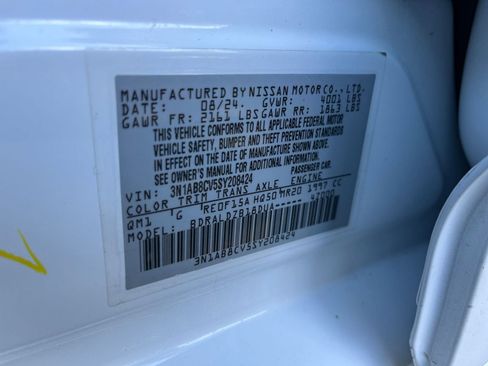 MANUFACTURED BY NISSAN MOTOR CO., LTD.
DATE: 08/24. GVWR: 4001 LBS
GAWR FR: 2161 LBS GAWR RR: 1863 LBS
THIS VEHICLE CONFORMS TO ALL APPLICABLE FEDERAL MOTOR
VEHICLE SAFETY, BUMPER AND THEFT PREVENTION STANDARDS
IN EFFECT ON THE DATE OF MANUFACTURE SHOWN ABOVE.
SEE OWNER'S MANUAL FOR ADDITIONAL INFORMATION.
VIN: 3N1AB8CV5SY208424 PASSENGER CAR.
COLOR TRIM TRANS AXLE ENGINE
QM1 G RE0F15A HQ50 MR20 1997 CC
MODEL: BDRALDZB18DUA-----
3N1AB8CV5SY208424